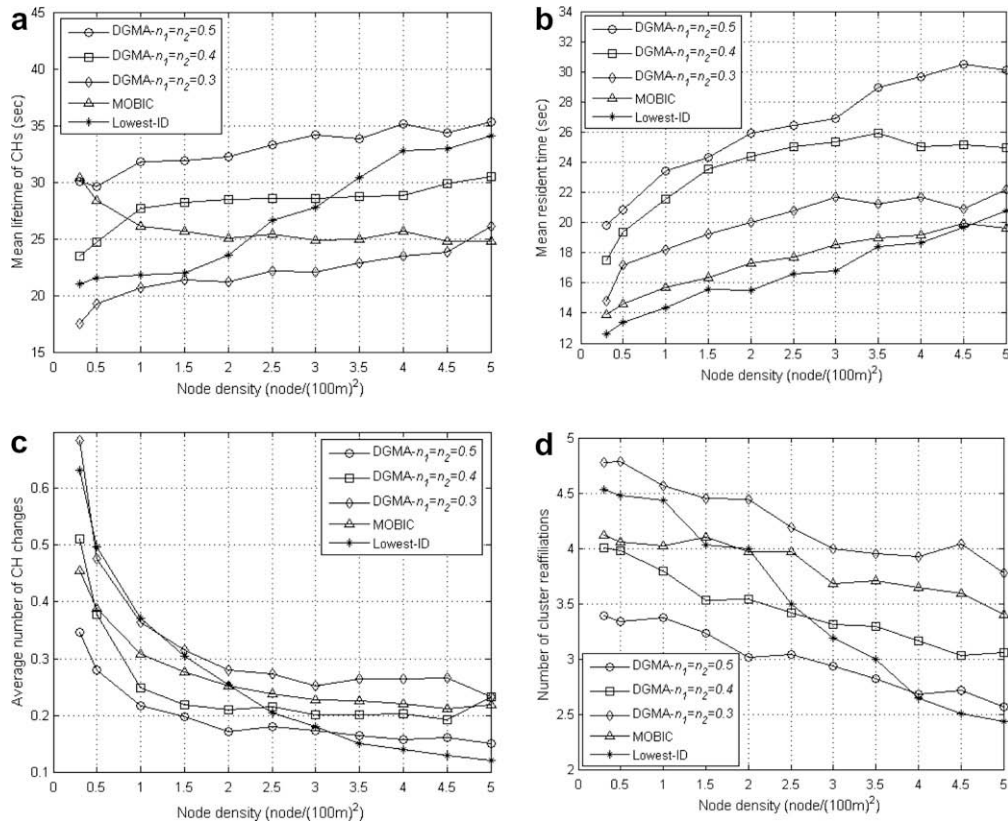 a
45
40
35
30
25
20
15
0
0.5
1
1.5
2
2.5
3
3.5
4
4.5
5
Mean lifetime of CHs (sec)
Node density (node/(100m)²)
DGMA-n₁=n₂=0.5
DGMA-n₁=n₂=0.4
DGMA-n₁=n₂=0.3
MOBIC
Lowest-ID
b
34
32
30
28
26
24
22
20
18
16
14
12
0
0.5
1
1.5
2
2.5
3
3.5
4
4.5
5
Mean resident time (sec)
Node density (node/(100m)²)
DGMA-n₁=n₂=0.5
DGMA-n₁=n₂=0.4
DGMA-n₁=n₂=0.3
MOBIC
Lowest-ID
c
0.6
0.5
0.4
0.3
0.2
0.1
0
0.5
1
1.5
2
2.5
3
3.5
4
4.5
5
Average number of CH changes
Node density (node/(100m)²)
DGMA-n₁=n₂=0.5
DGMA-n₁=n₂=0.4
DGMA-n₁=n₂=0.3
MOBIC
Lowest-ID
d
5
4.5
4
3.5
3
2.5
2
0
0.5
1
1.5
2
2.5
3
3.5
4
4.5
5
Number of cluster reaffiliations
Node density (node/(100m)²)
DGMA-n₁=n₂=0.5
DGMA-n₁=n₂=0.4
DGMA-n₁=n₂=0.3
MOBIC
Lowest-ID